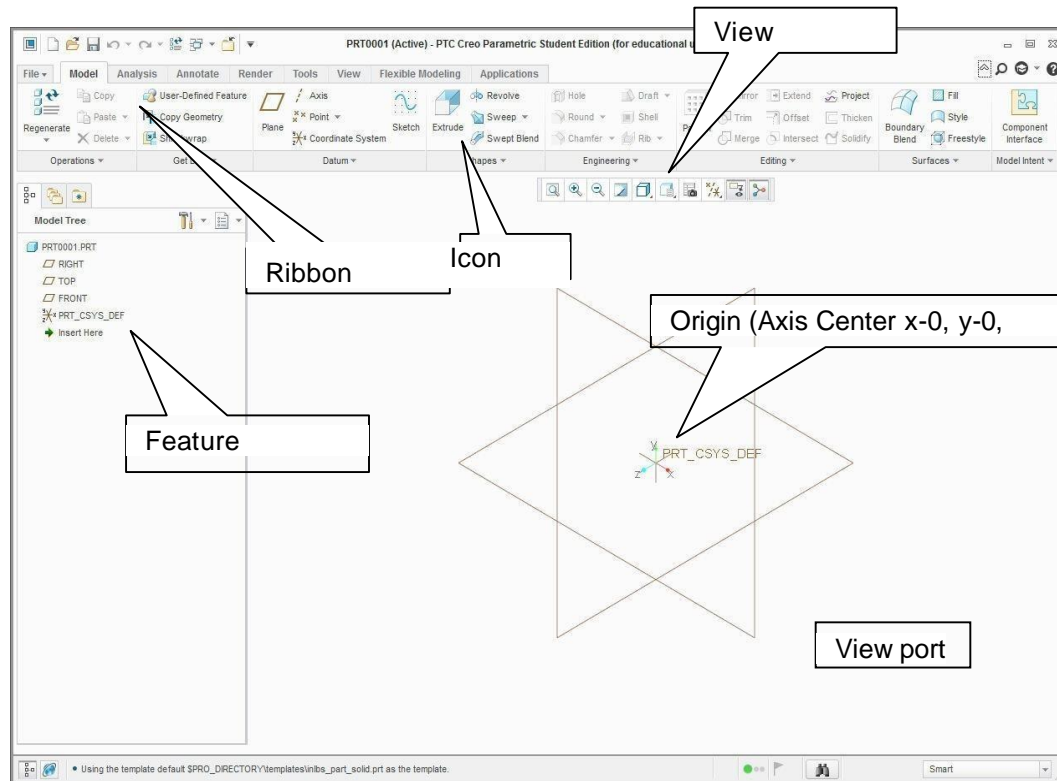 PRT0001 (Active) - PTC Creo Parametric Student Edition (for educational u
View
File Model Analysis Annotate Render Tools View Flexible Modeling Applications
Regenerate
Copy
Paste
Delete
Operations
User-Defined Feature
Copy Geometry
Plane
Axis
Point
Coordinate System
Sketch
Datum
Extrude
Revolve
Sweep
Swept Blend
Hole
Round
Chamfer
Draft
Shell
Rib
Engineering
Trim
Merge
Extend
Offset
Intersect
Project
Thicken
Solidify
Editing
Boundary
Blend
Fill
Style
Freestyle
Surfaces
Component
Interface
Model Intent
Model Tree
PRT0001.PRT
RIGHT
TOP
FRONT
PRT_CSYS_DEF
Insert Here
Ribbon
Icon
Origin (Axis Center x-0, y-0,
Feature
y
PRT_CSYS_DEF
z
x
View port
Using the template default $PRO_DIRECTORY\templates\inlbs_part_solid.prt as the template.
Smart